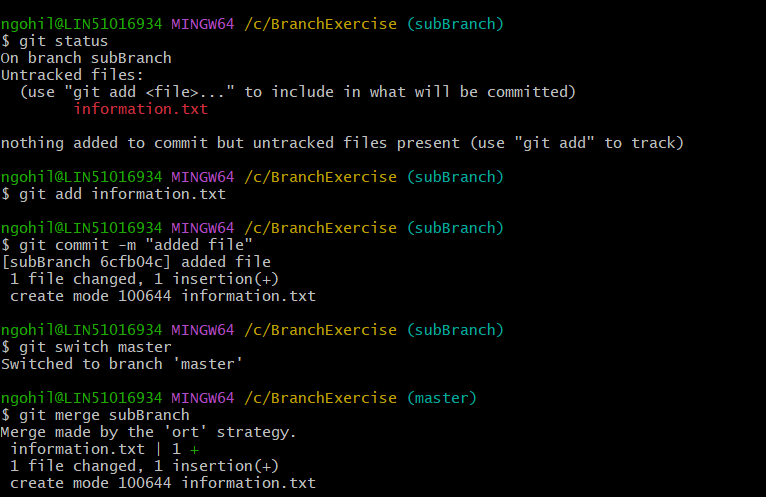 ngohil@LIN51016934 MINGW64 /c/BranchExercise (subBranch)
$ git status
On branch subBranch
Untracked files:
  (use "git add <file>..." to include in what will be committed)
        information.txt

nothing added to commit but untracked files present (use "git add" to track)

ngohil@LIN51016934 MINGW64 /c/BranchExercise (subBranch)
$ git add information.txt

ngohil@LIN51016934 MINGW64 /c/BranchExercise (subBranch)
$ git commit -m "added file"
[subBranch 6cfb04c] added file
 1 file changed, 1 insertion(+)
 create mode 100644 information.txt

ngohil@LIN51016934 MINGW64 /c/BranchExercise (subBranch)
$ git switch master
Switched to branch 'master'

ngohil@LIN51016934 MINGW64 /c/BranchExercise (master)
$ git merge subBranch
Merge made by the 'ort' strategy.
 information.txt | 1 +
 1 file changed, 1 insertion(+)
 create mode 100644 information.txt